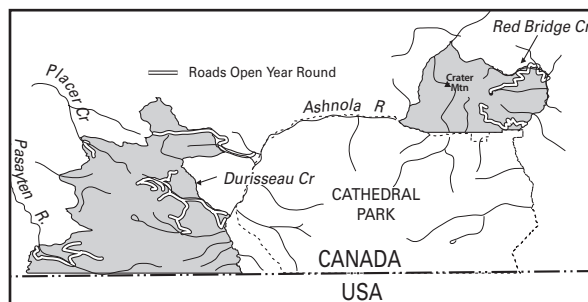 Red Bridge Cr
Placer Cr
Roads Open Year Round
Crater
Mtn
Ashnola R
Pasayten R.
Durisseau Cr
CATHEDRAL
PARK
CANADA
USA